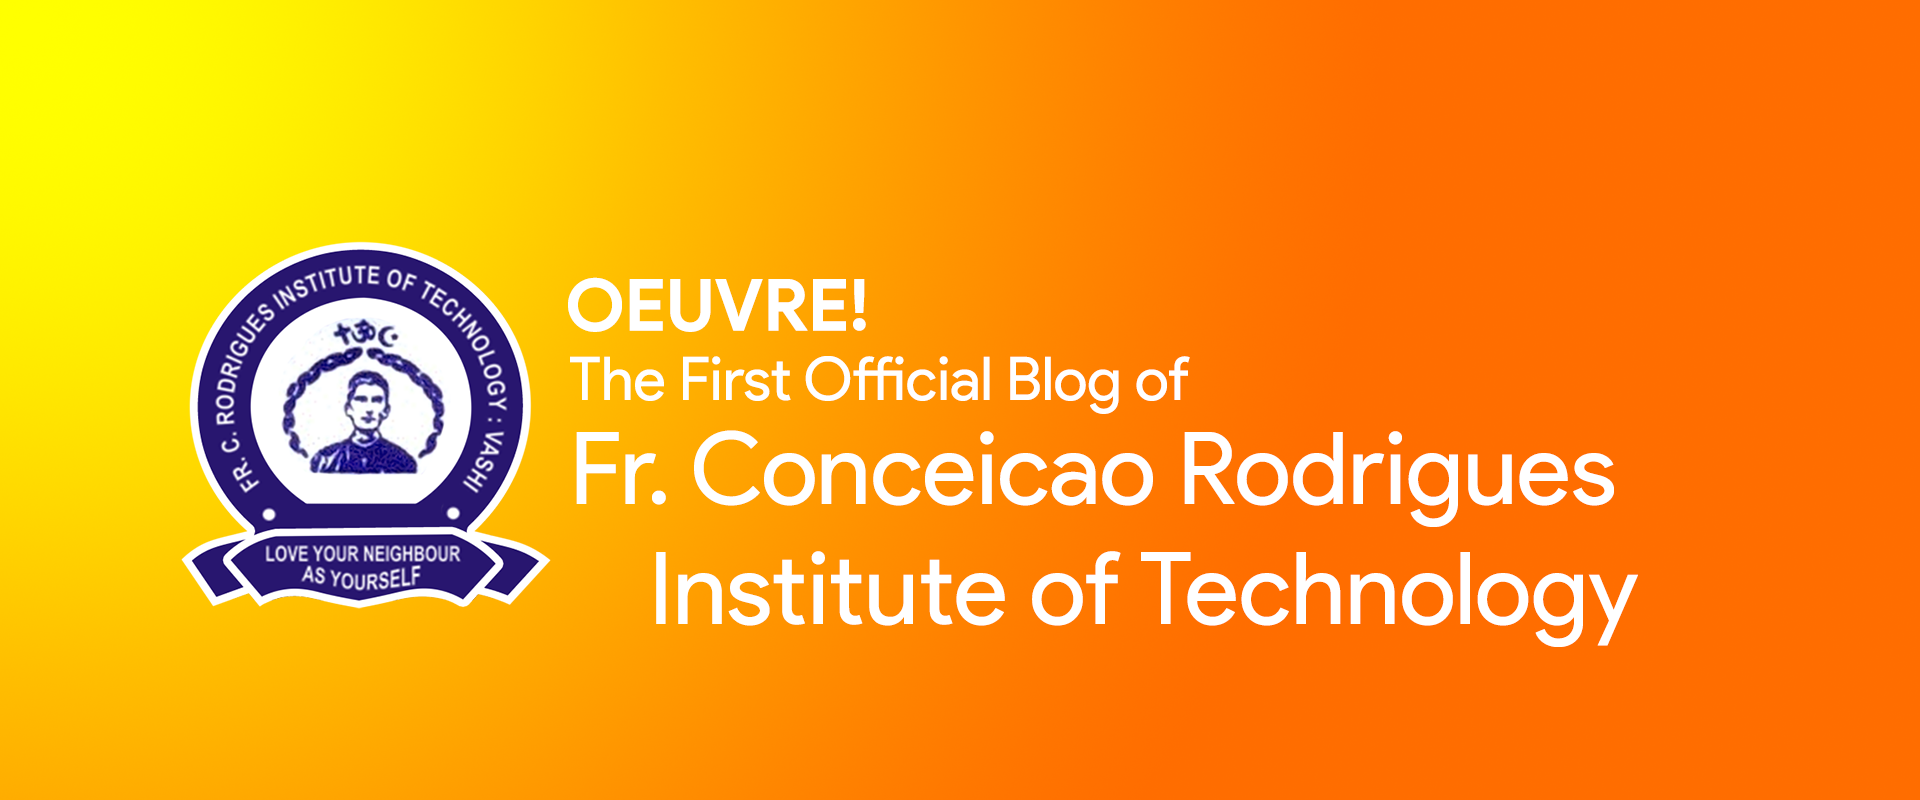 FR. C. RODRIGUES INSTITUTE OF TECHNOLOGY : VASHI
LOVE YOUR NEIGHBOUR
AS YOURSELF
OEUVRE!
The First Official Blog of
Fr. Conceicao Rodrigues
Institute of Technology